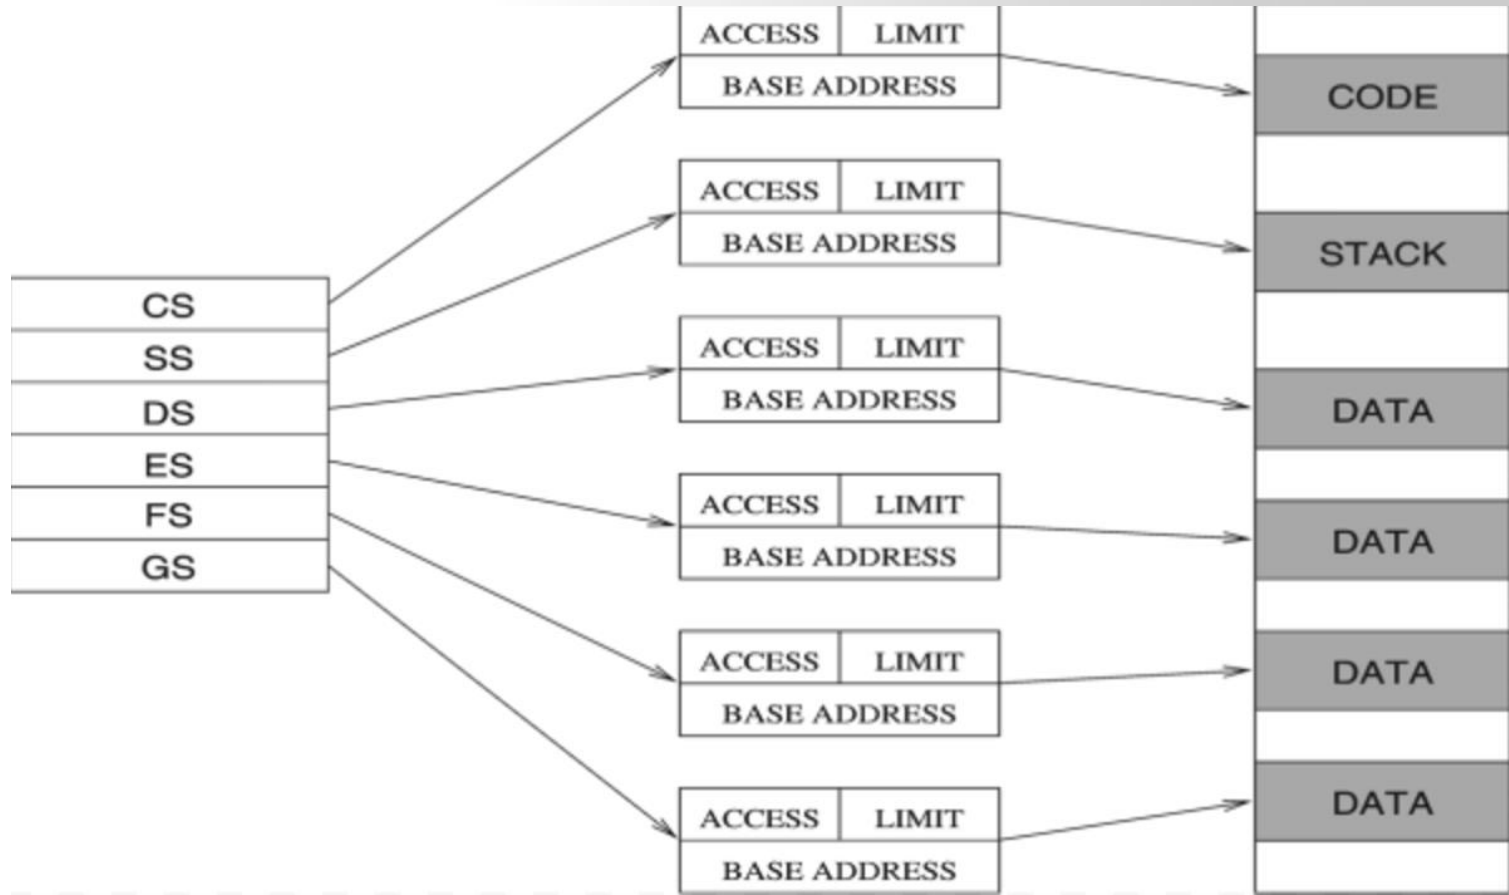 CS
SS
DS
ES
FS
GS
ACCESS LIMIT
BASE ADDRESS
ACCESS LIMIT
BASE ADDRESS
ACCESS LIMIT
BASE ADDRESS
ACCESS LIMIT
BASE ADDRESS
ACCESS LIMIT
BASE ADDRESS
ACCESS LIMIT
BASE ADDRESS
CODE
STACK
DATA
DATA
DATA
DATA